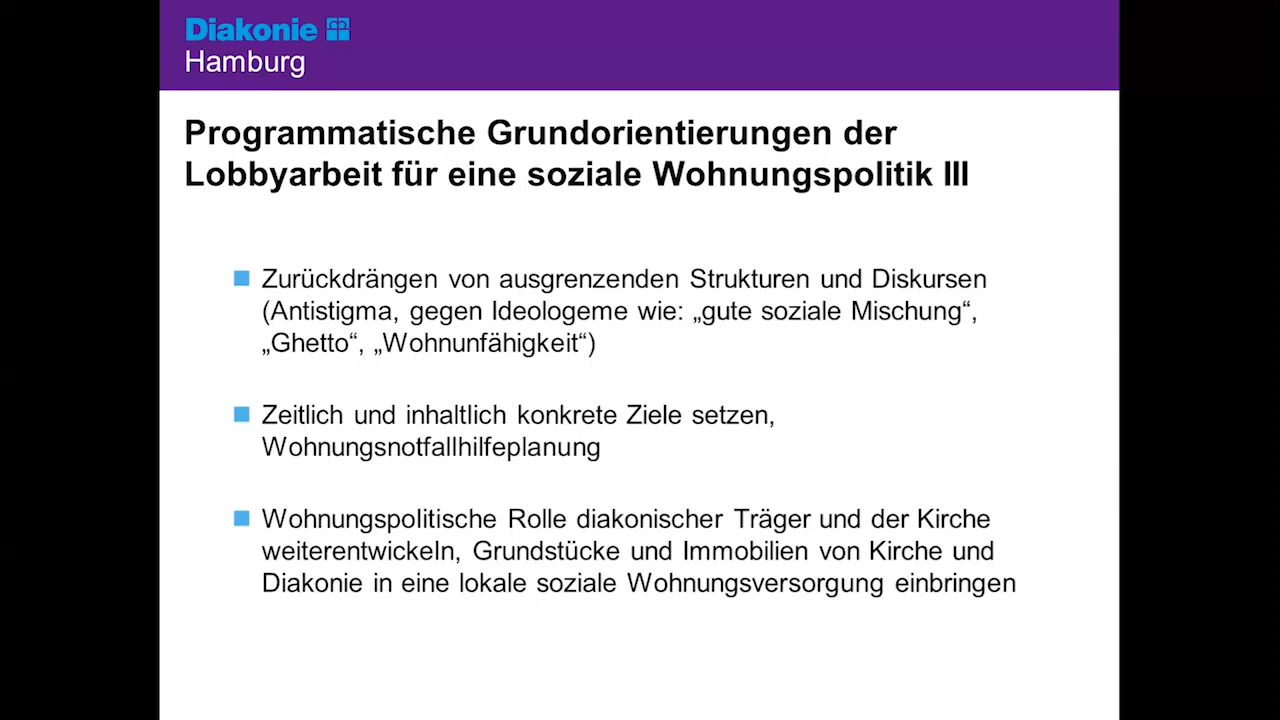 Diakonie
Hamburg
Programmatische Grundorientierungen der
Lobbyarbeit für eine soziale Wohnungspolitik III
Zurückdrängen von ausgrenzenden Strukturen und Diskursen
(Antistigma, gegen Ideologeme wie: „gute soziale Mischung“,
„Ghetto“, „Wohnunfähigkeit“)
Zeitlich und inhaltlich konkrete Ziele setzen,
Wohnungsnotfallhilfeplanung
Wohnungspolitische Rolle diakonischer Träger und der Kirche
weiterentwickeln, Grundstücke und Immobilien von Kirche und
Diakonie in eine lokale soziale Wohnungsversorgung einbringen